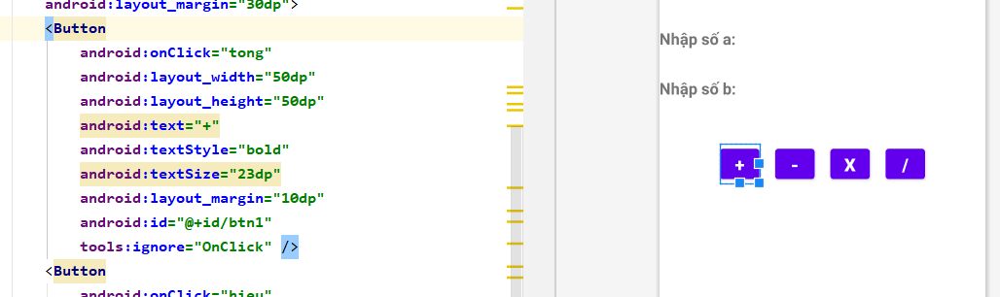 android:layout_margin="30dp">
<Button
android:onClick="tong"
android:layout_width="50dp"
android:layout_height="50dp"
android:text="+"
android:textStyle="bold"
android:textSize="23dp"
android:layout_margin="10dp"
android:id="@+id/btn1"
tools:ignore="OnClick" />
<Button
android:onClick="hieu"
Nhập số a:
Nhập số b:
+ - X /